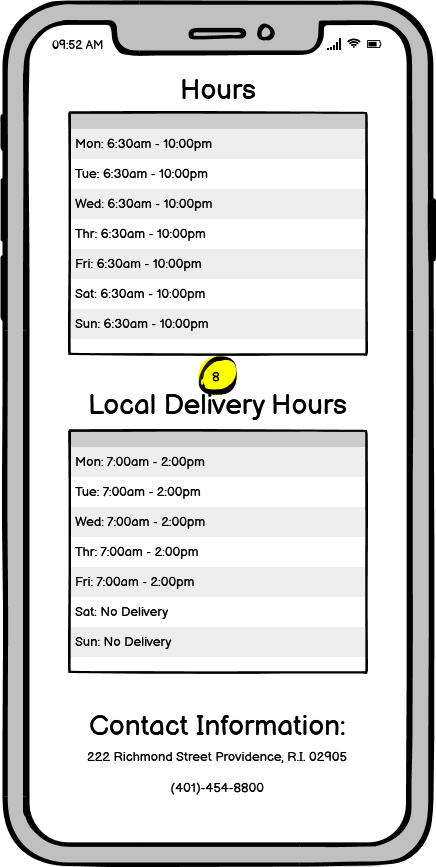 09:52 AM
Hours
Mon: 6:30am - 10:00pm
Tue: 6:30am - 10:00pm
Wed: 6:30am - 10:00pm
Thr: 6:30am - 10:00pm
Fri: 6:30am - 10:00pm
Sat: 6:30am - 10:00pm
Sun: 6:30am - 10:00pm
8
Local Delivery Hours
Mon: 7:00am - 2:00pm
Tue: 7:00am - 2:00pm
Wed: 7:00am - 2:00pm
Thr: 7:00am - 2:00pm
Fri: 7:00am - 2:00pm
Sat: No Delivery
Sun: No Delivery
Contact Information:
222 Richmond Street Providence, R.I. 02905
(401)-454-8800